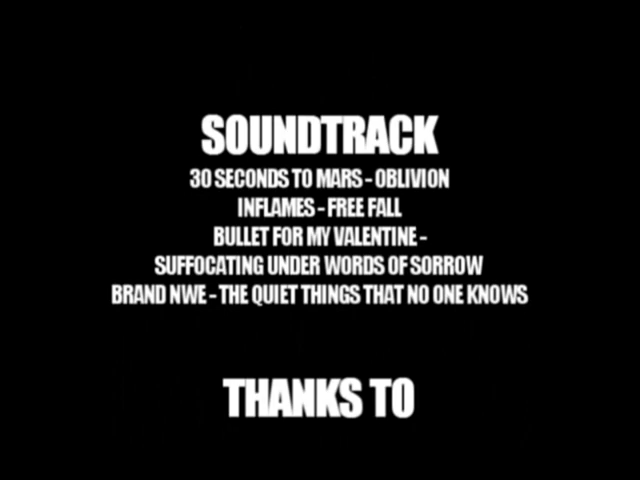 SOUNDTRACK
30 SECONDS TO MARS - OBLIVION
INFLAMES - FREE FALL
BULLET FOR MY VALENTINE -
SUFFOCATING UNDER WORDS OF SORROW
BRAND NWE - THE QUIET THINGS THAT NO ONE KNOWS
THANKS TO